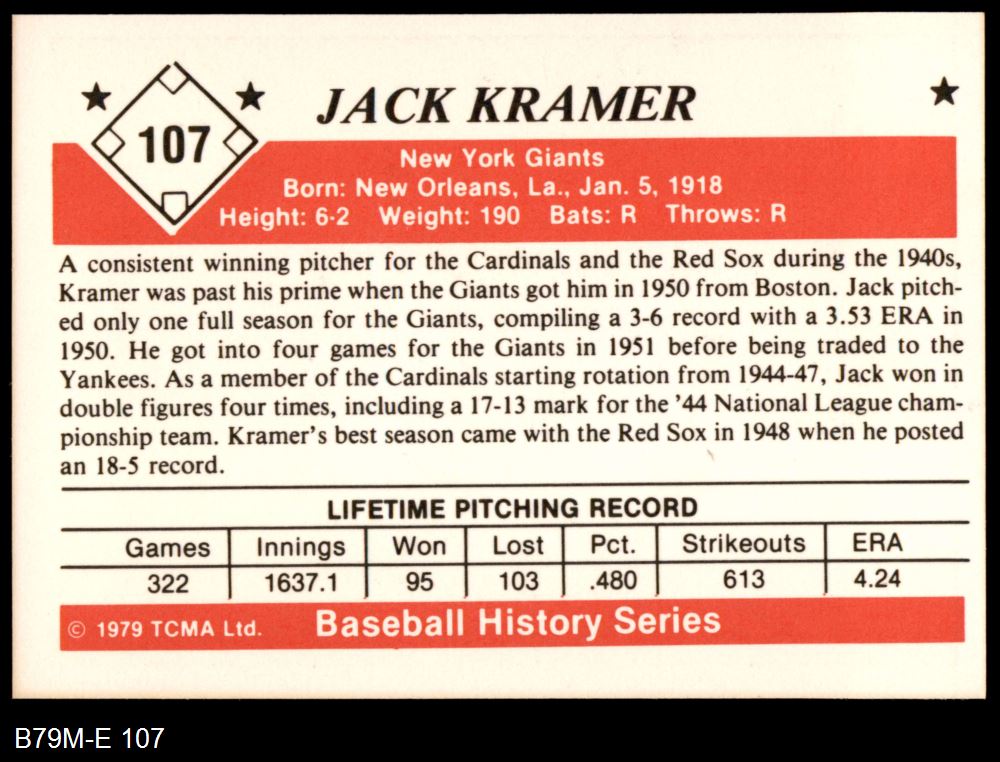 107
JACK KRAMER
New York Giants
Born: New Orleans, La., Jan. 5, 1918
Height: 6-2 Weight: 190 Bats: R Throws: R
A consistent winning pitcher for the Cardinals and the Red Sox during the 1940s,
Kramer was past his prime when the Giants got him in 1950 from Boston. Jack pitch-
ed only one full season for the Giants, compiling a 3-6 record with a 3.53 ERA in
1950. He got into four games for the Giants in 1951 before being traded to the
Yankees. As a member of the Cardinals starting rotation from 1944-47, Jack won in
double figures four times, including a 17-13 mark for the '44 National League cham-
pionship team. Kramer's best season came with the Red Sox in 1948 when he posted
an 18-5 record.
LIFETIME PITCHING RECORD
Games Innings Won Lost Pct. Strikeouts ERA
322 1637.1 95 103 .480 613 4.24
© 1979 TCMA Ltd. Baseball History Series
B79M-E 107